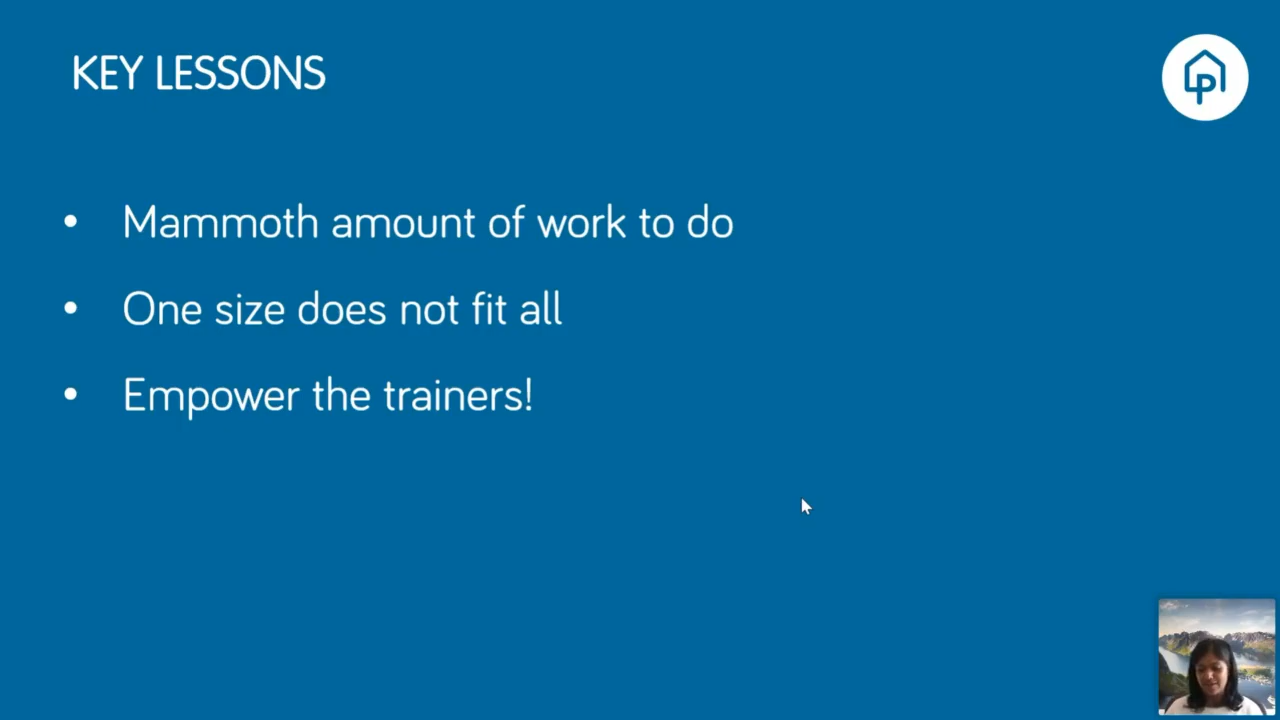 KEY LESSONS
• Mammoth amount of work to do
• One size does not fit all
• Empower the trainers!